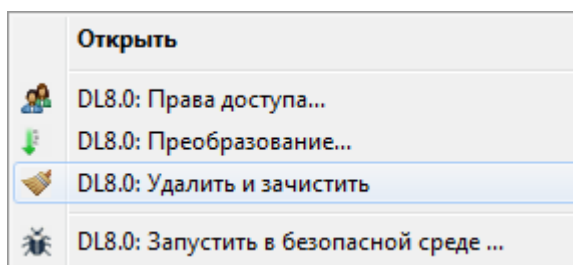 Открыть
DL8.0: Права доступа...
DL8.0: Преобразование...
DL8.0: Удалить и зачистить
DL8.0: Запустить в безопасной среде ...